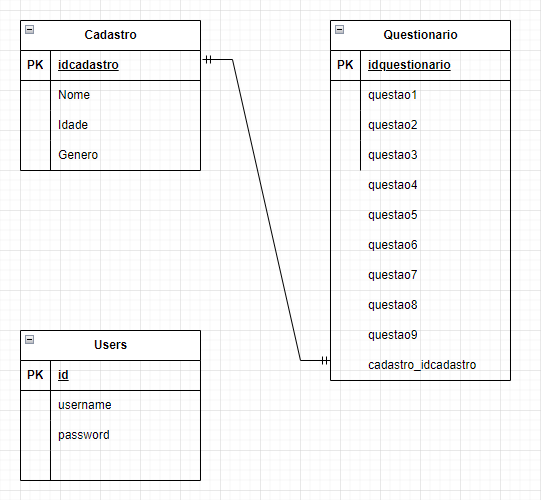 Cadastro
PK idcadastro
Nome
Idade
Genero
Questionario
PK idquestionario
questao1
questao2
questao3
questao4
questao5
questao6
questao7
questao8
questao9
cadastro_idcadastro
Users
PK id
username
password